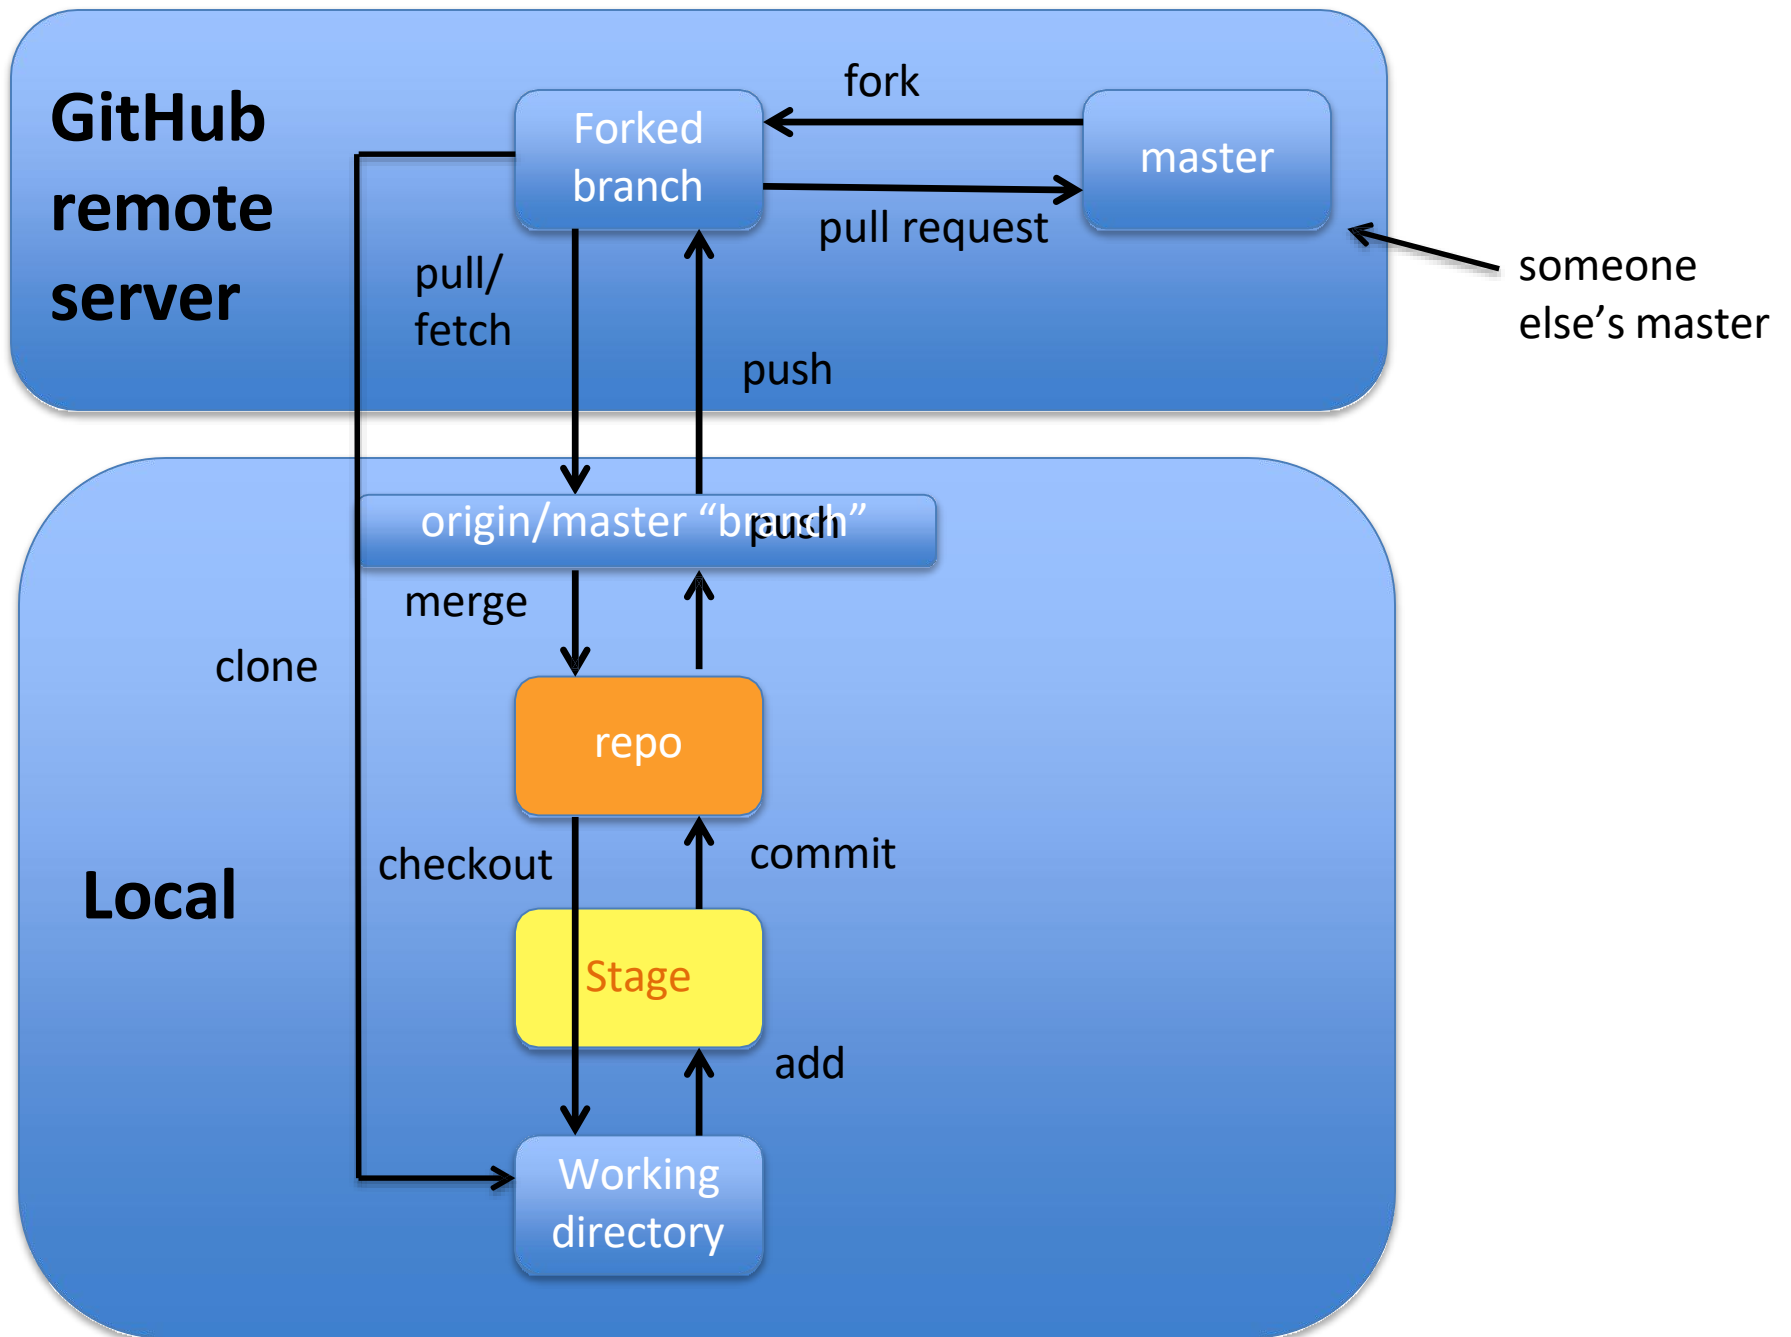 GitHub
remote
server
fork
Forked
branch
master
pull request
someone
else’s master
pull/
fetch
push
origin/master “branch”
push
merge
clone
repo
checkout
commit
Local
Stage
add
Working
directory